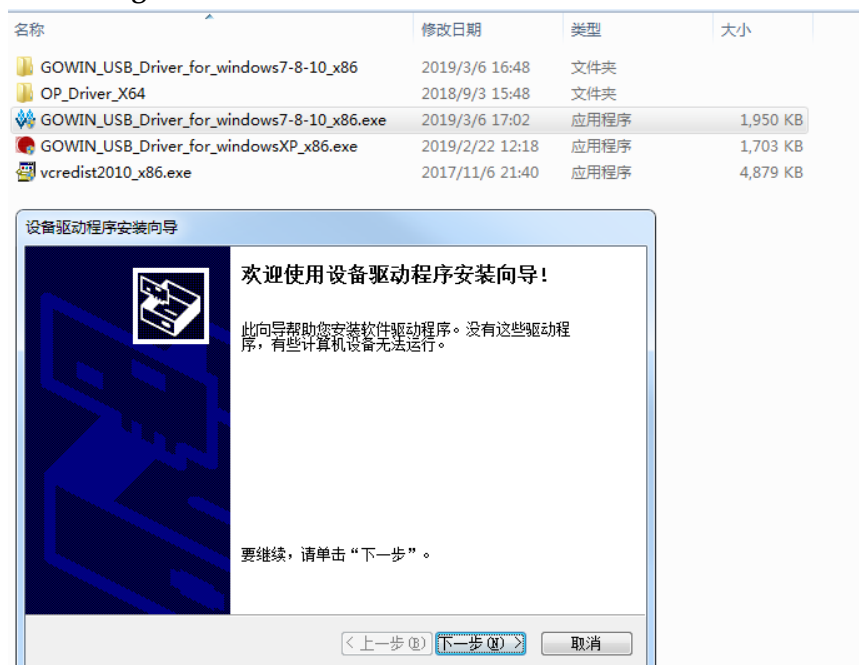 名称 修改日期 类型 大小
GOWIN_USB_Driver_for_windows7-8-10_x86 2019/3/6 16:48 文件夹
OP_Driver_X64 2018/9/3 15:48 文件夹
GOWIN_USB_Driver_for_windows7-8-10_x86.exe 2019/3/6 17:02 应用程序 1,950 KB
GOWIN_USB_Driver_for_windowsXP_x86.exe 2019/2/22 12:18 应用程序 1,703 KB
vcredist2010_x86.exe 2017/11/6 21:40 应用程序 4,879 KB
设备驱动程序安装向导
欢迎使用设备驱动程序安装向导!
此向导帮助您安装软件驱动程序。没有这些驱动程
序，有些计算机设备无法运行。
要继续，请单击“下一步”。
< 上一步(B) 下一步(N) > 取消